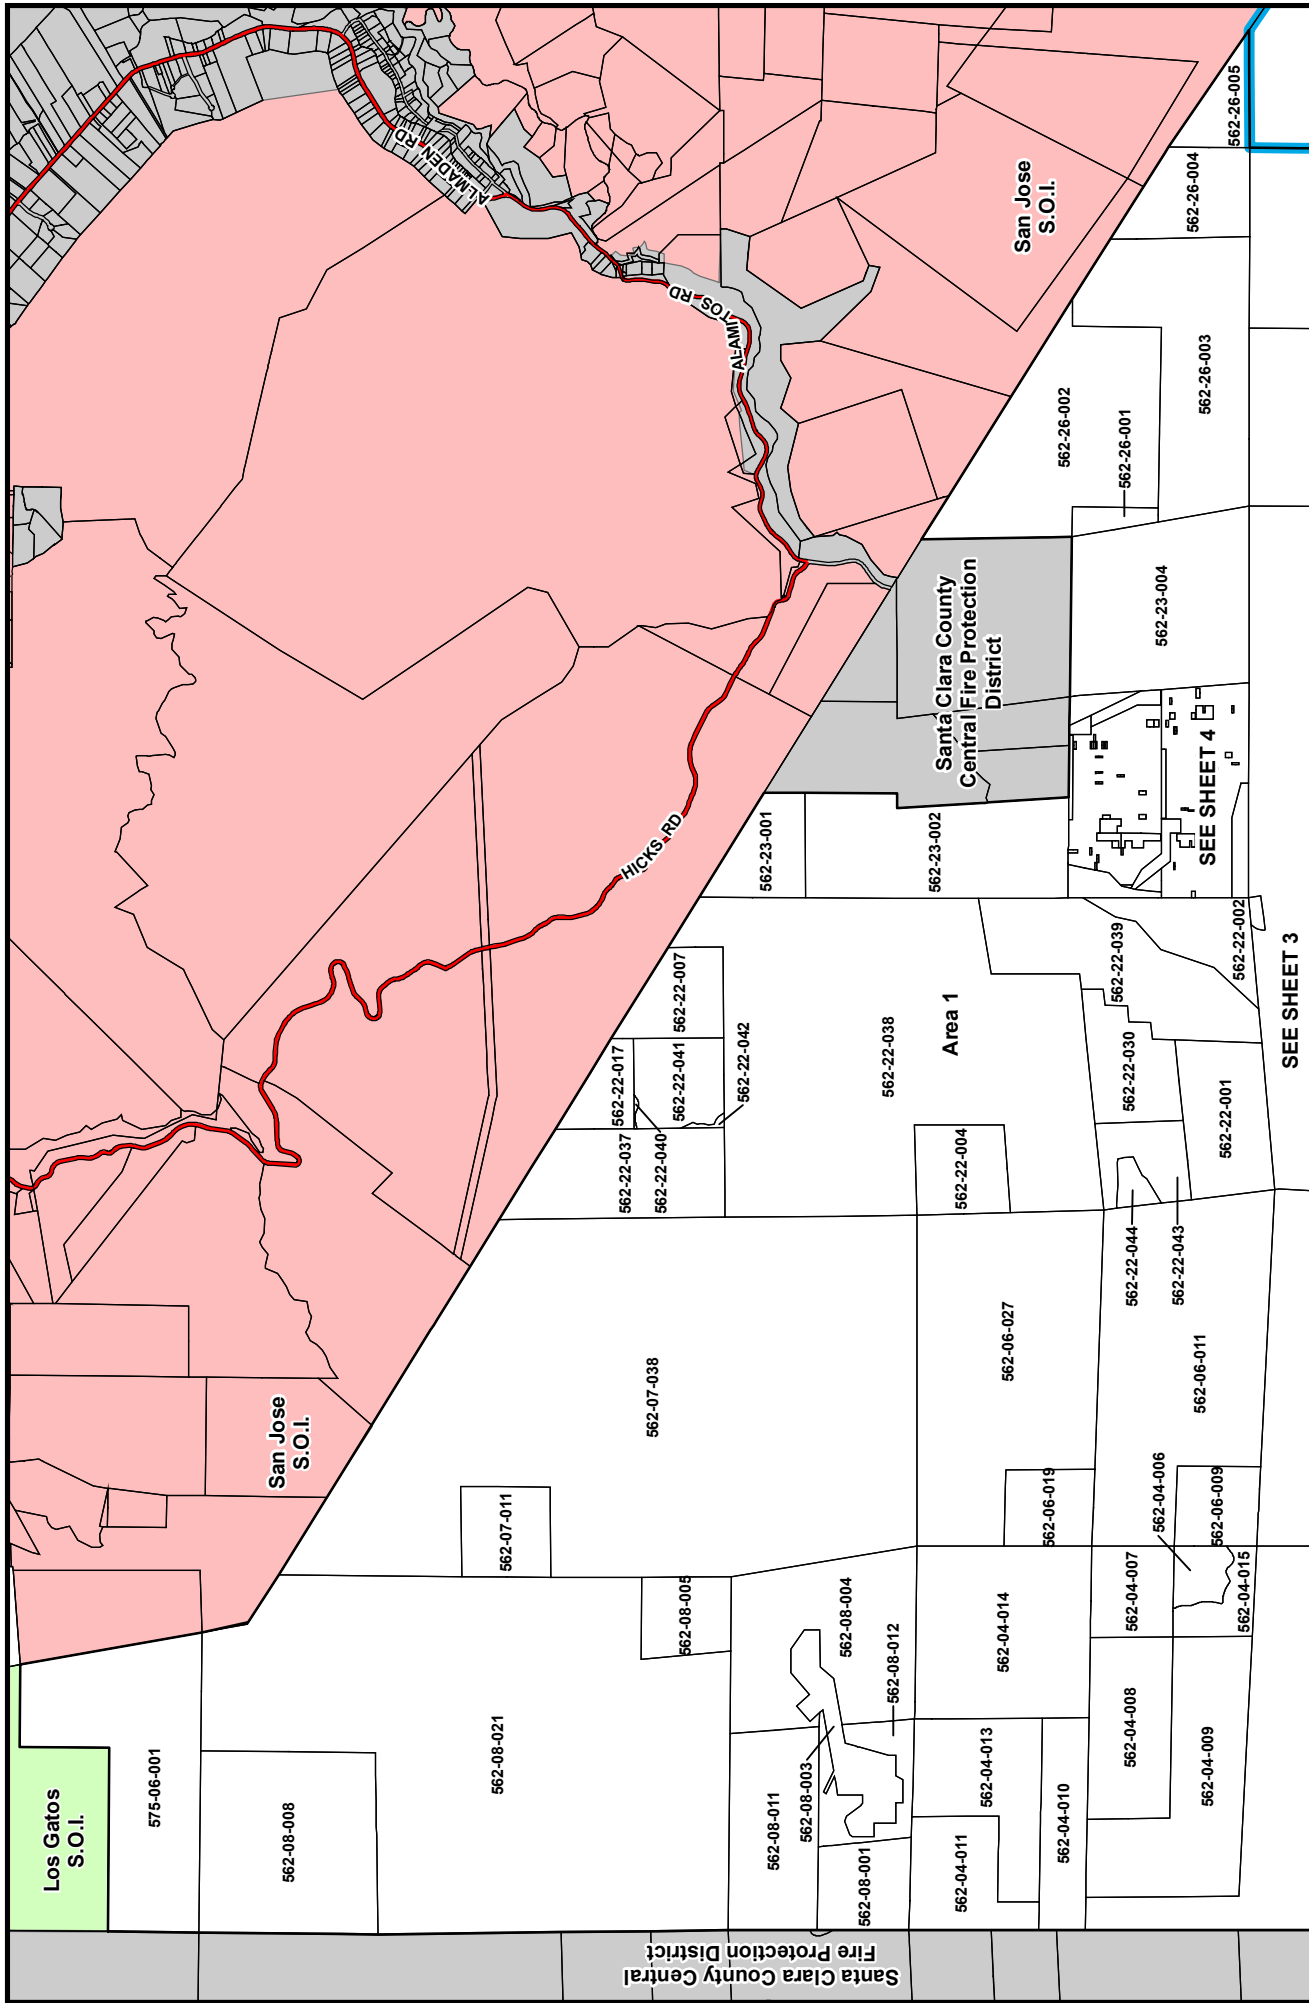 Los Gatos
S.O.I.
575-06-001
562-08-008
562-08-021
562-08-011
562-08-003
562-08-001
562-08-012
562-08-004
562-08-005
562-04-011
562-04-013
562-04-010
562-04-014
562-04-008
562-04-009
562-04-007
562-04-015
562-04-006
562-06-009
562-06-019
562-06-011
562-06-027
562-07-011
562-07-038
San Jose
S.O.I.
HICKS RD
562-22-037
562-22-040
562-22-017
562-22-041
562-22-042
562-22-007
562-22-038
Area 1
562-22-004
562-22-044
562-22-043
562-22-001
562-22-030
562-22-039
562-22-002
SEE SHEET 3
562-23-001
562-23-002
Santa Clara County
Central Fire Protection
District
SEE SHEET 4
562-23-004
562-26-001
562-26-002
562-26-003
562-26-004
562-26-005
San Jose
S.O.I.
ALAMITOS RD
ALMADEN RD
Santa Clara County Central
Fire Protection District